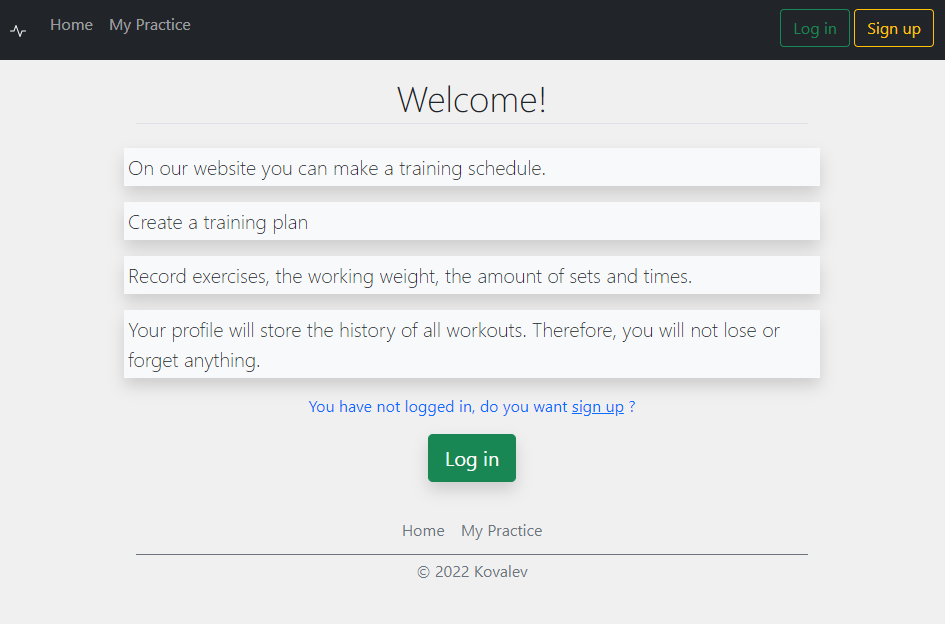 Home My Practice Log in Sign up
Welcome!
On our website you can make a training schedule.
Create a training plan
Record exercises, the working weight, the amount of sets and times.
Your profile will store the history of all workouts. Therefore, you will not lose or
forget anything.
You have not logged in, do you want sign up ?
Log in
Home My Practice
© 2022 Kovalev